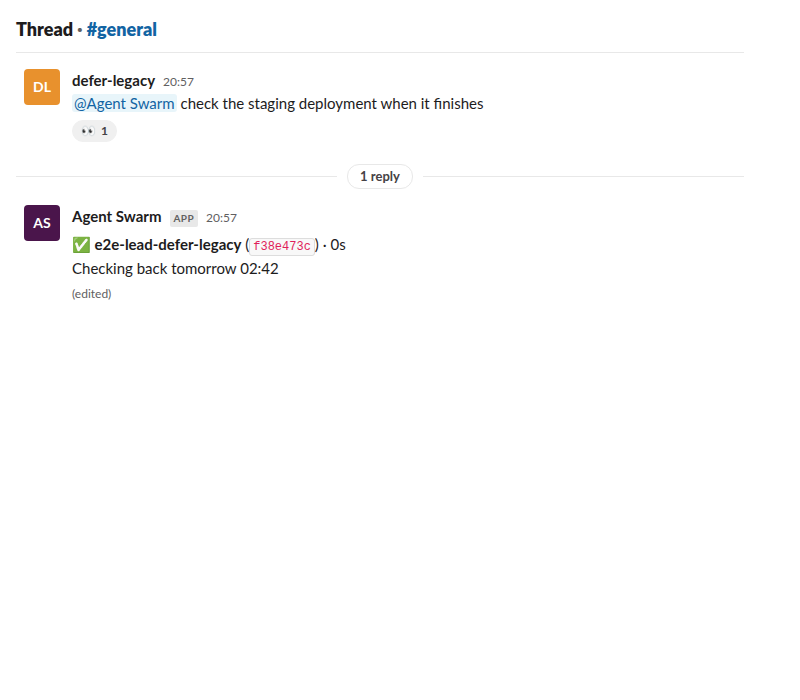 Thread • #general
DL
defer-legacy 20:57
@Agent Swarm check the staging deployment when it finishes
👀 1
1 reply
AS
Agent Swarm APP 20:57
✅ e2e-lead-defer-legacy (f38e473c) · 0s
Checking back tomorrow 02:42
(edited)